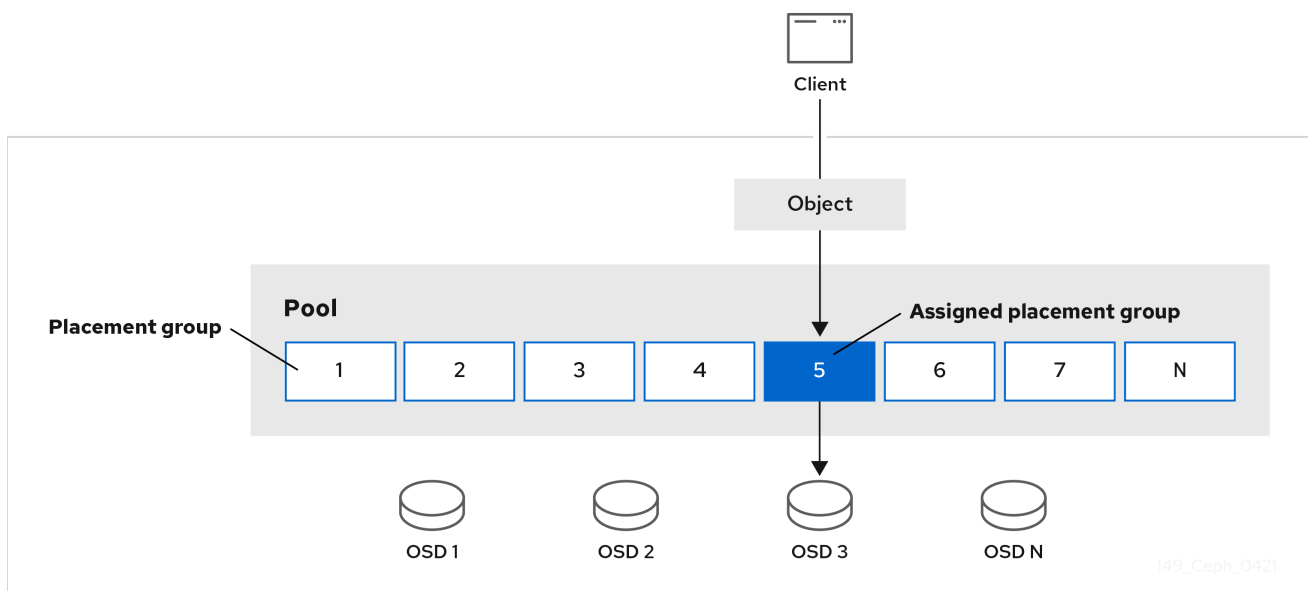 Client
Object
Pool
Placement group
Assigned placement group
1 2 3 4 5 6 7 N
OSD 1 OSD 2 OSD 3 OSD N
149_Ceph_0421